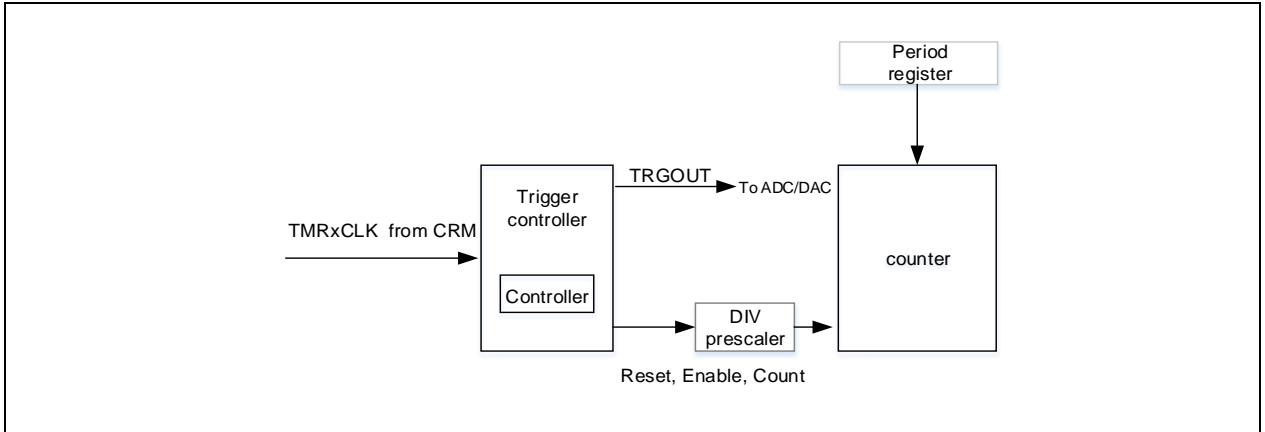 Period
register
TRGOUT
To ADC/DAC
Trigger
controller
TMRxCLK from CRM
counter
Controller
DIV
prescaler
Reset, Enable, Count